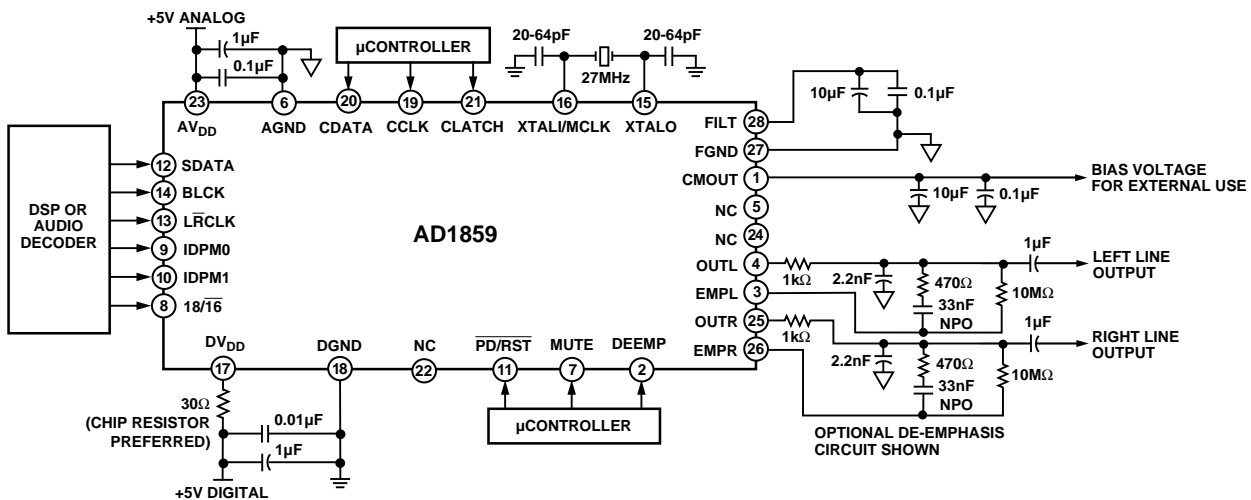 +5V ANALOG
1µF
0.1µF
µCONTROLLER
20-64pF
20-64pF
27MHz
23
6
20
19
21
16
15
AVDD
AGND
CDATA
CCLK
CLATCH
XTALI/MCLK
XTALO
10µF
0.1µF
FILT
28
FGND
27
CMOUT
1
BIAS VOLTAGE
FOR EXTERNAL USE
10µF
0.1µF
DSP OR
AUDIO
DECODER
12
SDATA
14
BLCK
13
LRCLK
9
IDPM0
10
IDPM1
8
18/16
AD1859
NC
5
NC
24
OUTL
4
1kΩ
2.2nF
470Ω
33nF
NPO
10MΩ
1µF
LEFT LINE
OUTPUT
EMPL
3
OUTR
25
1kΩ
2.2nF
470Ω
33nF
NPO
10MΩ
1µF
RIGHT LINE
OUTPUT
EMPR
26
OPTIONAL DE-EMPHASIS
CIRCUIT SHOWN
DVDD
DGND
NC
PD/RST
MUTE
DEEMP
17
18
22
11
7
2
30Ω
(CHIP RESISTOR
PREFERRED)
0.01µF
1µF
+5V DIGITAL
µCONTROLLER